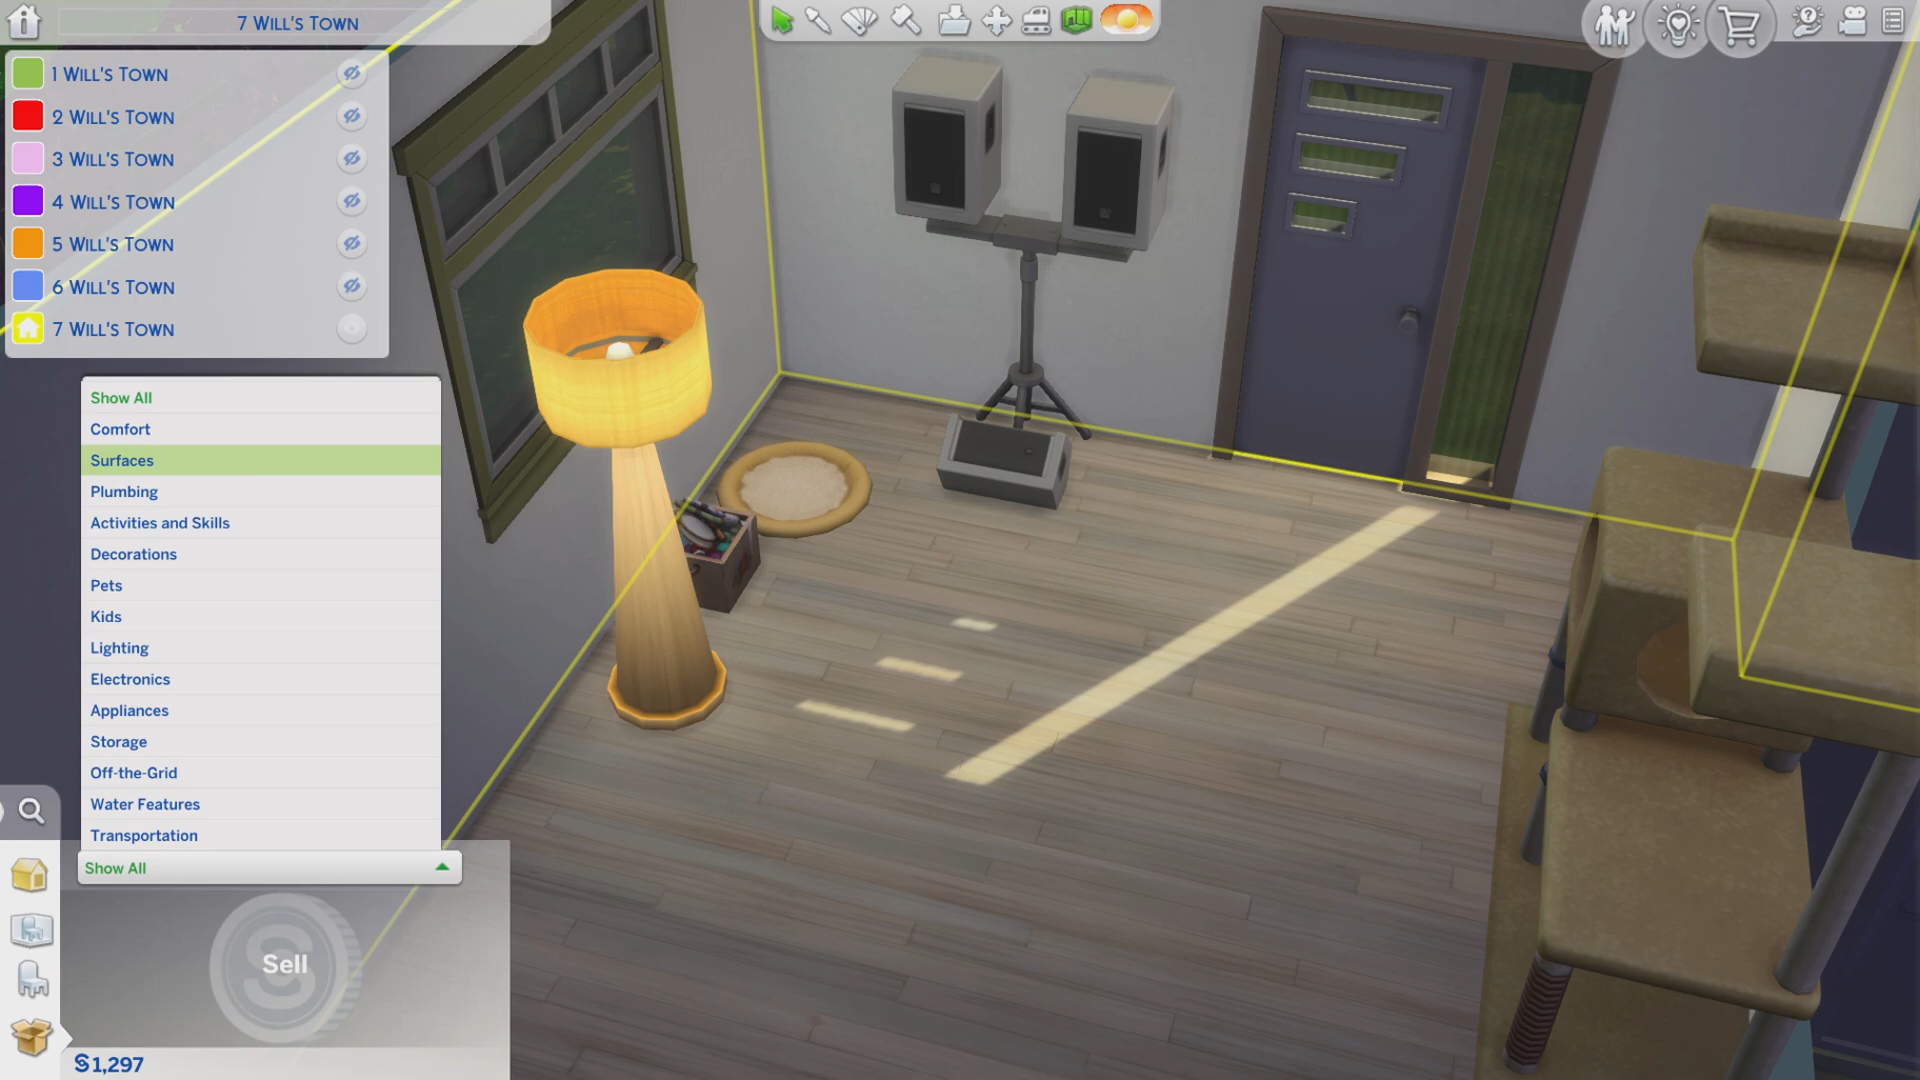 7 Will's Town
1 Will's Town
2 Will's Town
3 Will's Town
4 Will's Town
5 Will's Town
6 Will's Town
7 Will's Town
Show All
Comfort
Surfaces
Plumbing
Activities and Skills
Decorations
Pets
Kids
Lighting
Electronics
Appliances
Storage
Off-the-Grid
Water Features
Transportation
Show All
Sell
§1,297